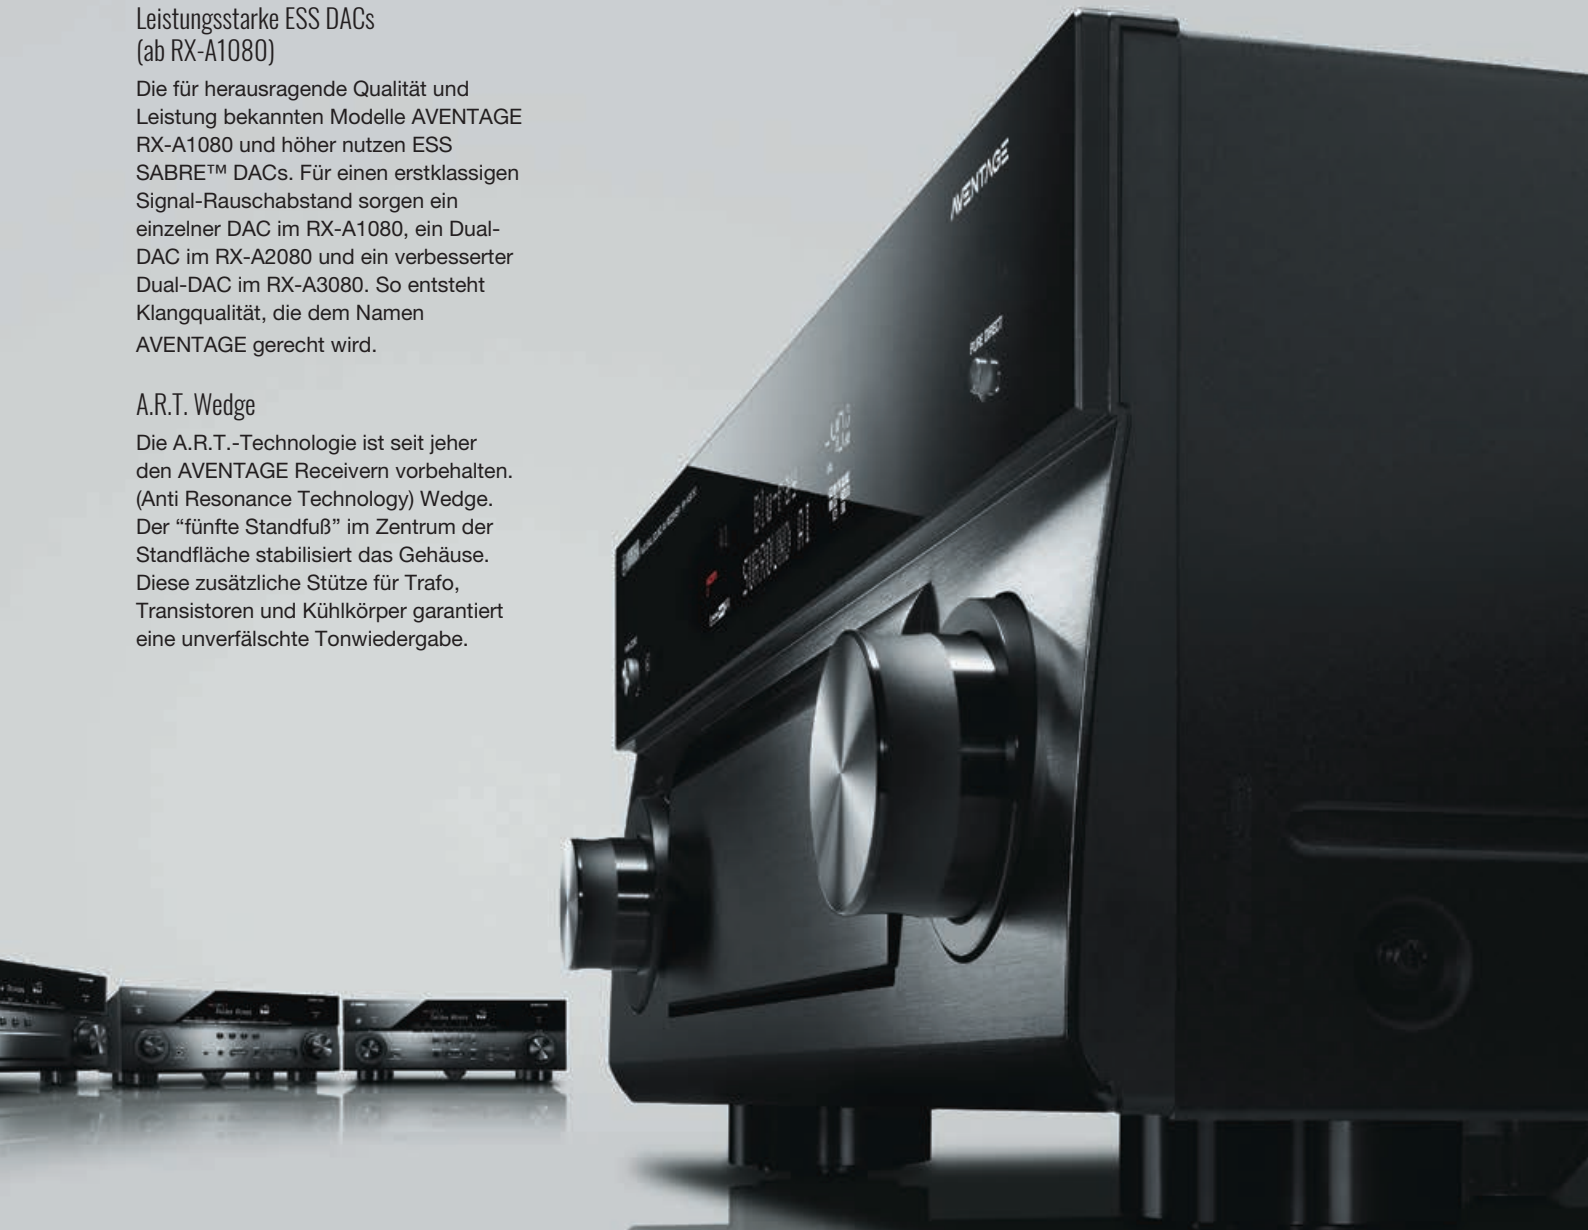 Leistungsstarke ESS DACs
(ab RX-A1080)
Die für herausragende Qualität und
Leistung bekannten Modelle AVENTAGE
RX-A1080 und höher nutzen ESS
SABRE™ DACs. Für einen erstklassigen
Signal-Rauschabstand sorgen ein
einzelner DAC im RX-A1080, ein Dual-
DAC im RX-A2080 und ein verbesserter
Dual-DAC im RX-A3080. So entsteht
Klangqualität, die dem Namen
AVENTAGE gerecht wird.
A.R.T. Wedge
Die A.R.T.-Technologie ist seit jeher
den AVENTAGE Receivern vorbehalten.
(Anti Resonance Technology) Wedge.
Der “fünfte Standfuß” im Zentrum der
Standfläche stabilisiert das Gehäuse.
Diese zusätzliche Stütze für Trafo,
Transistoren und Kühlkörper garantiert
eine unverfälschte Tonwiedergabe.
AVENTAGE
PURE DIRECT
SURROUND AI